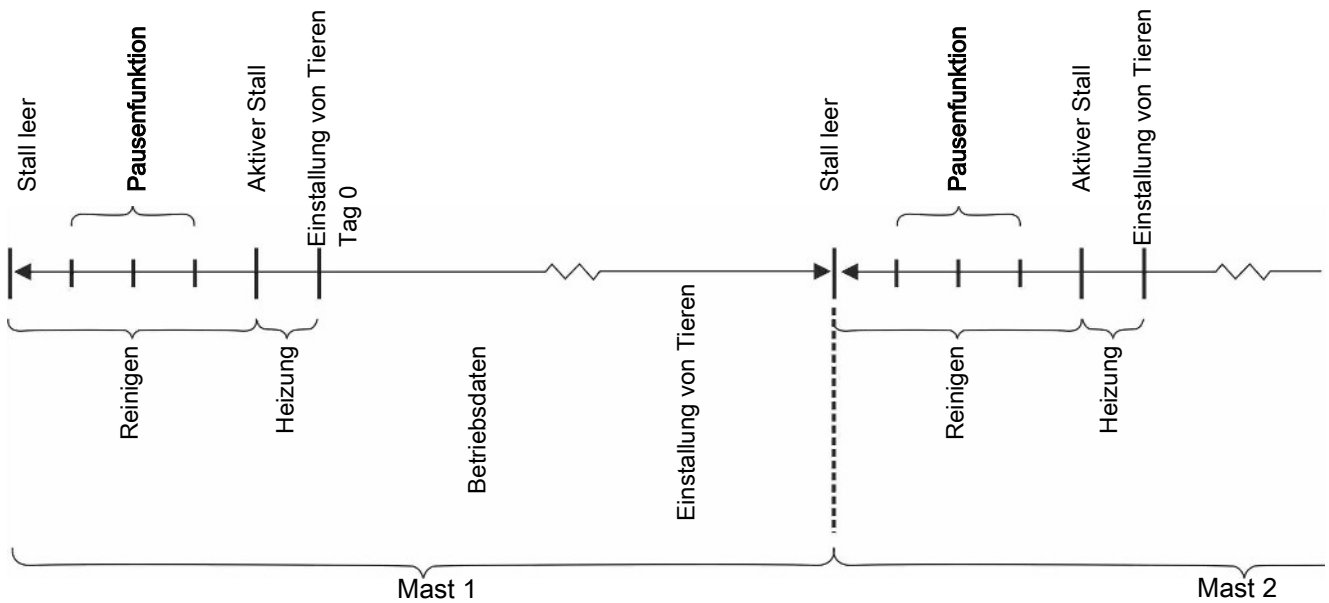 Stall leer
Pausenfunktion
Aktiver Stall
Einstallung von Tieren
Tag 0
Stall leer
Pausenfunktion
Aktiver Stall
Einstallung von Tieren
Reinigen
Heizung
Betriebsdaten
Einstallung von Tieren
Reinigen
Heizung
Mast 1
Mast 2